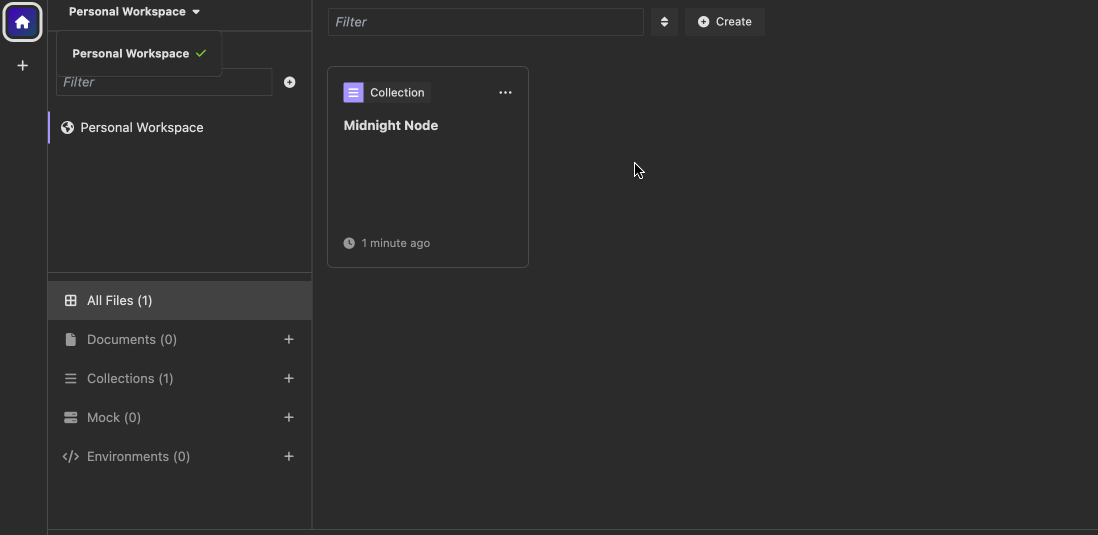 Personal Workspace
Personal Workspace
Filter
Personal Workspace
All Files (1)
Documents (0)
Collections (1)
Mock (0)
Environments (0)
Filter
Create
Collection
Midnight Node
1 minute ago